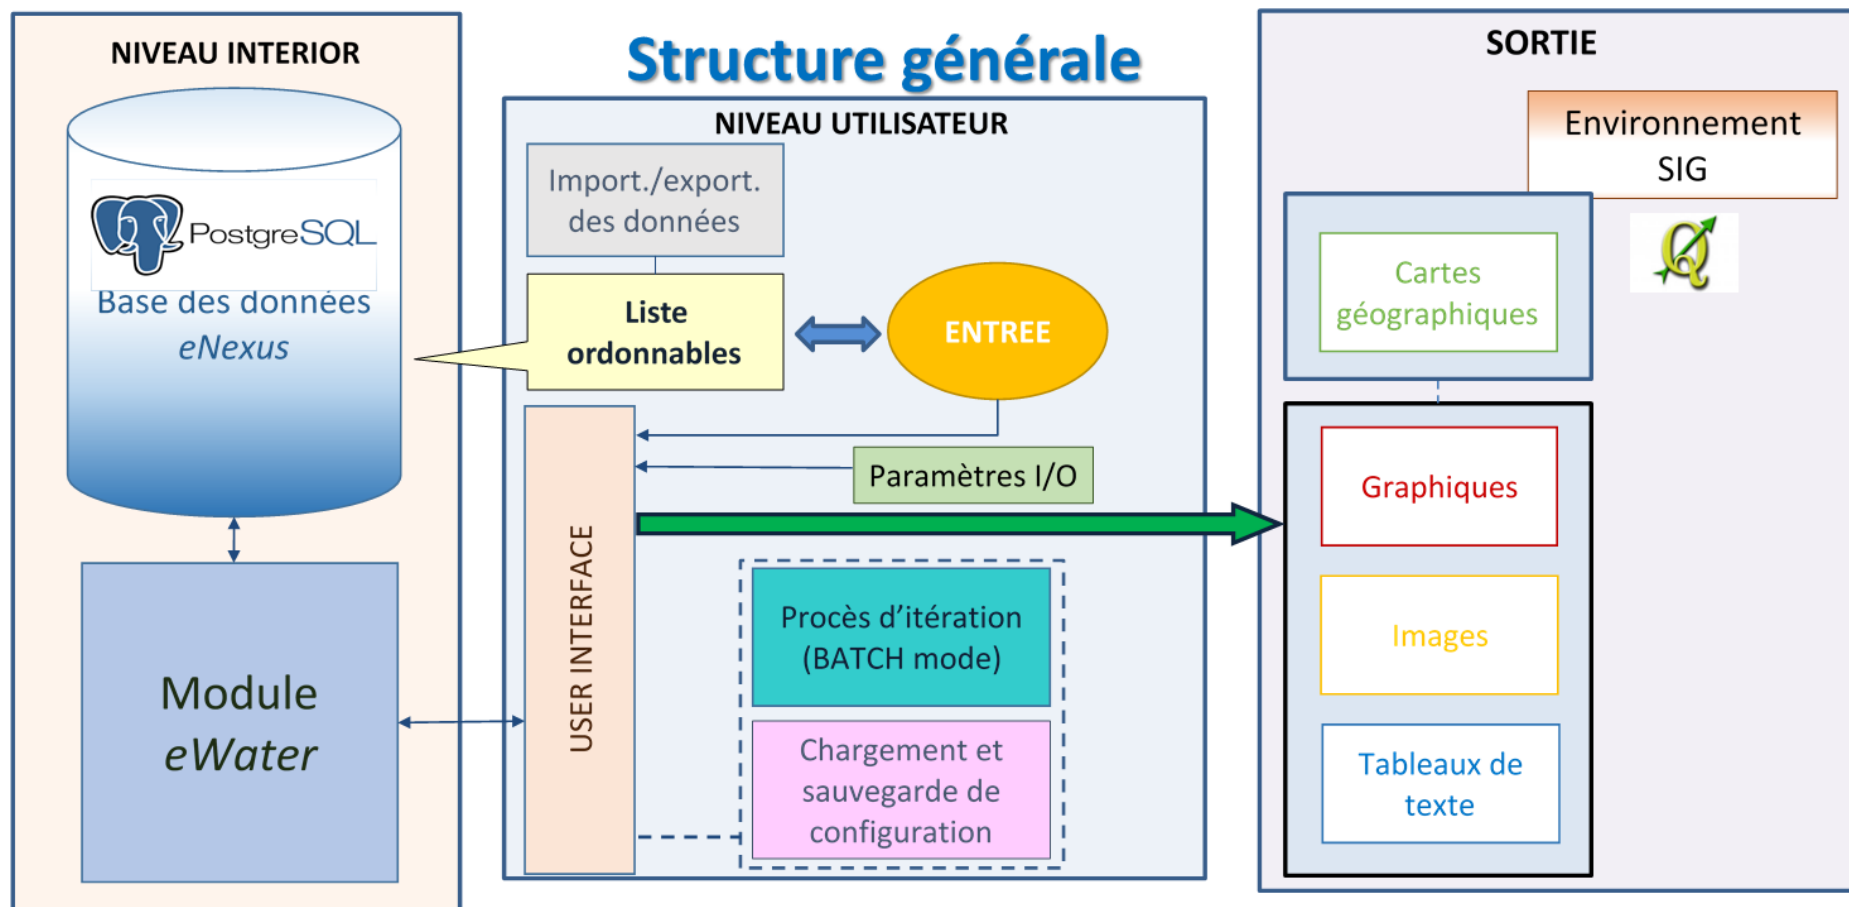 Structure générale
NIVEAU INTERIOR
PostgreSQL
Base des données
eNexus
Module
eWater
NIVEAU UTILISATEUR
Import./export.
des données
Liste
ordonnables
ENTREE
Paramètres I/O
USER INTERFACE
Procès d’itération
(BATCH mode)
Chargement et
sauvegarde de
configuration
SORTIE
Environnement
SIG
Cartes
géographiques
Graphiques
Images
Tableaux de
texte